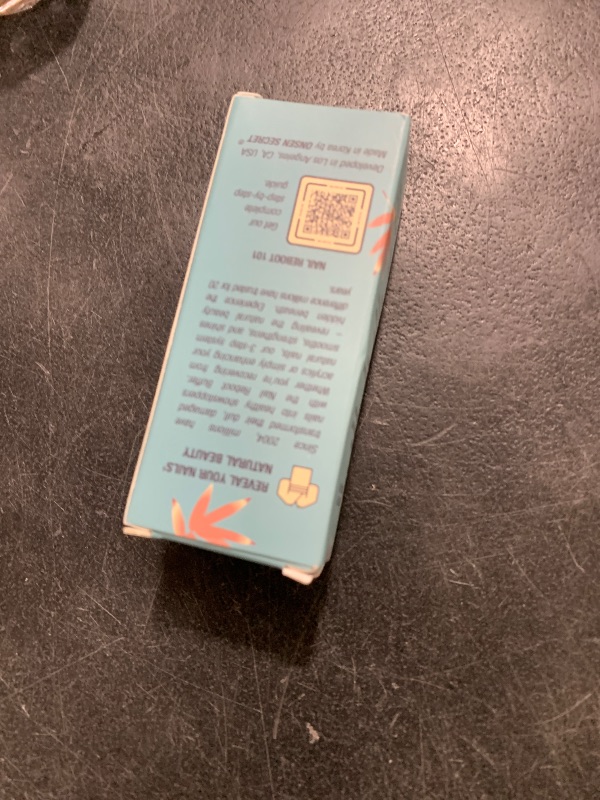 REVEAL YOUR NAILS'
NATURAL BEAUTY
Since 2004, millions have
transformed their dull, damaged
nails into healthy showstoppers
with the Nail Reboot Buffer.
Whether you're recovering from
acrylics or simply enhancing your
natural nails, our 3-step system
smooths, strengthens, and shines
– revealing the natural beauty
hidden beneath. Experience the
difference millions have trusted for 20
years.
NAIL REBOOT 101
Get our
complete
step-by-step
guide
Developed in Los Angeles, CA, USA
Made in Korea by ONSEN SECRET®